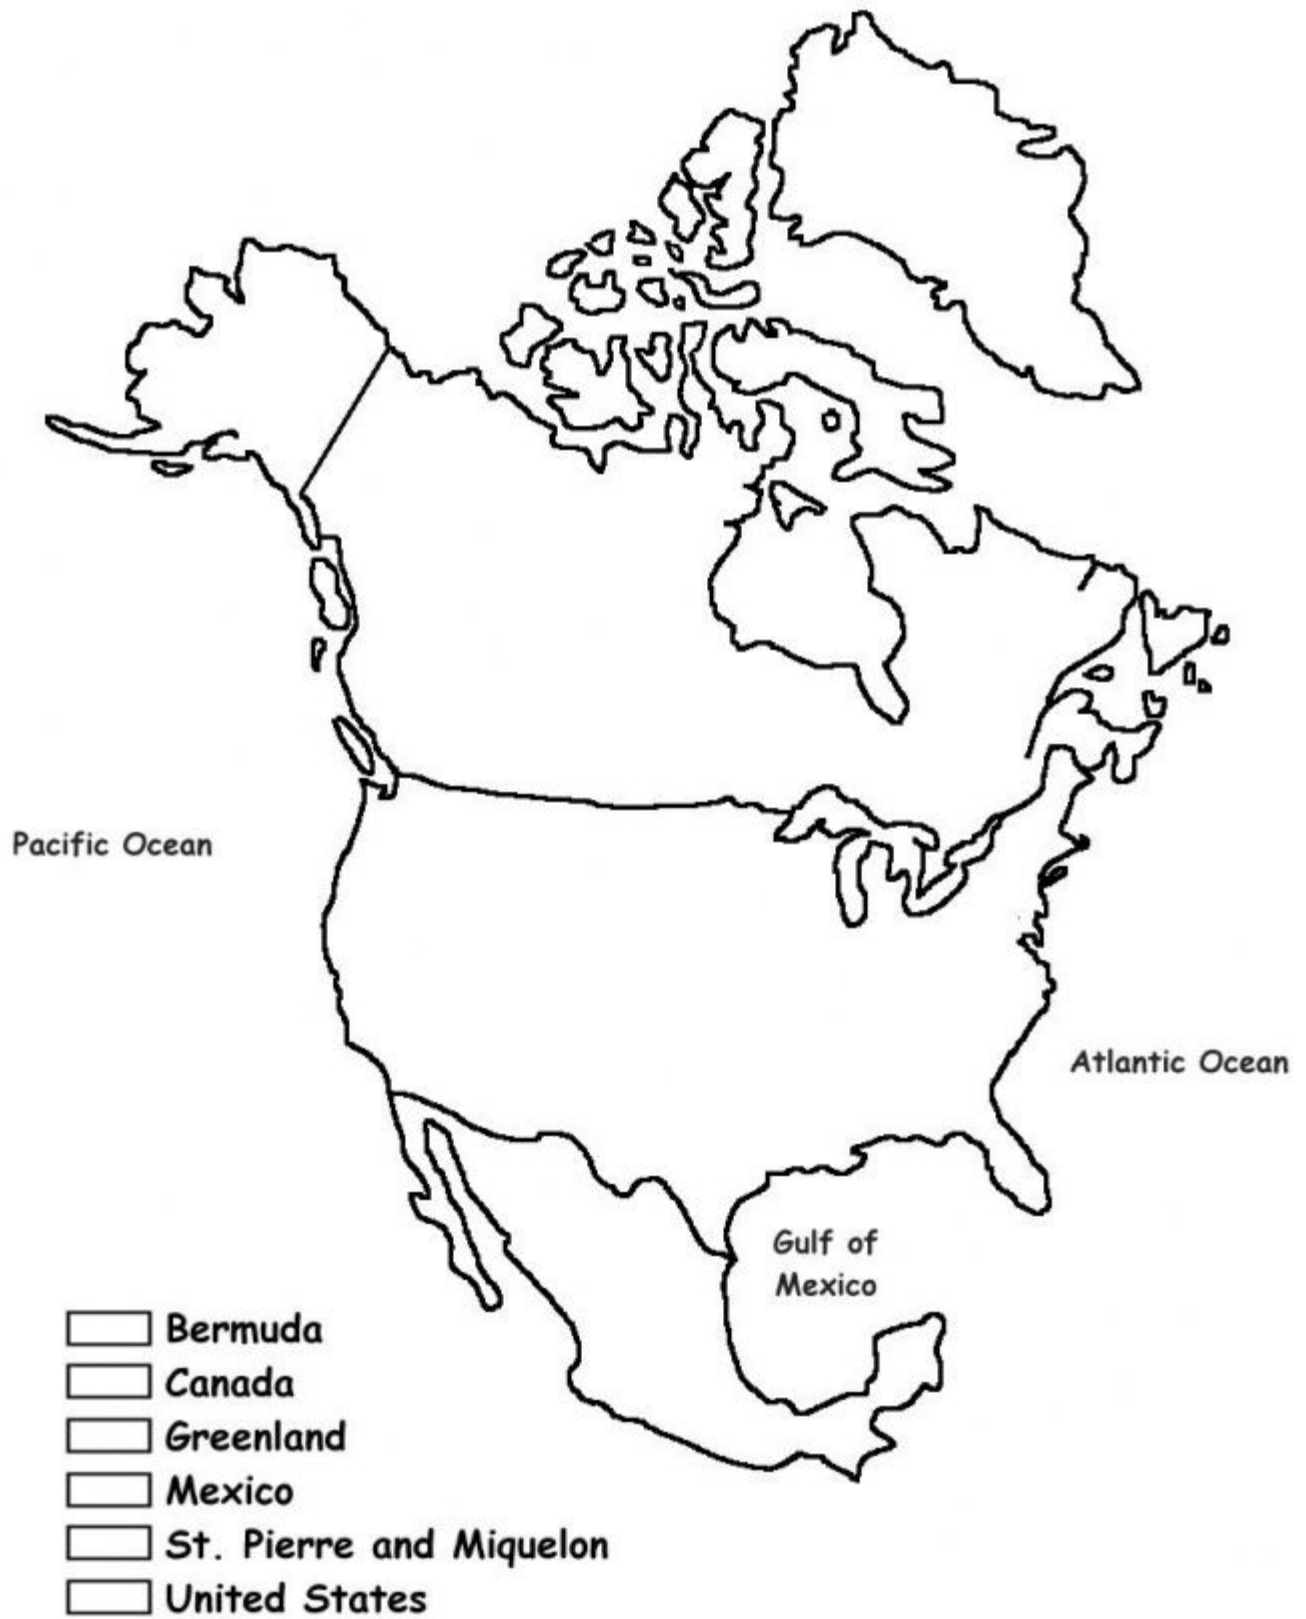 Pacific Ocean
Atlantic Ocean
Gulf of
Mexico
Bermuda
Canada
Greenland
Mexico
St. Pierre and Miquelon
United States